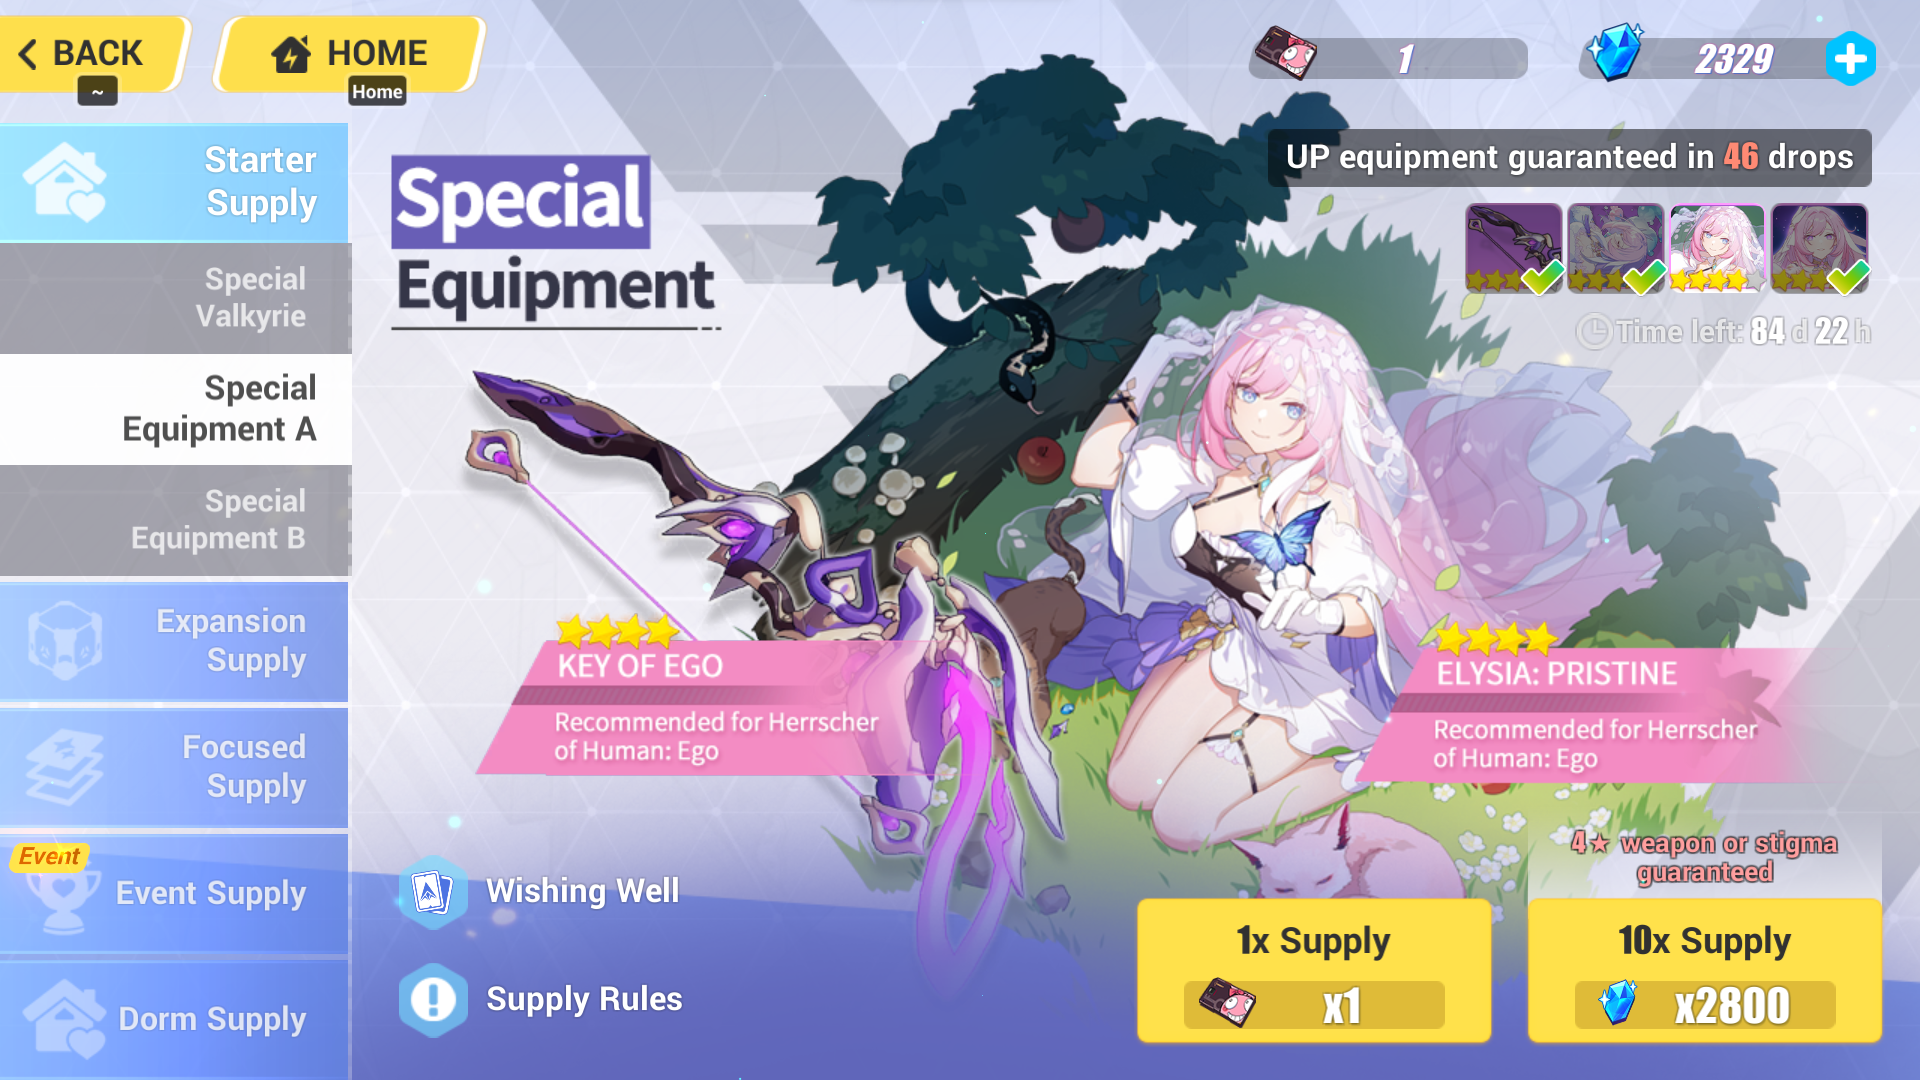 BACK
HOME
~
Home
1
2329
Starter
Supply
Special
Valkyrie
Special
Equipment A
Special
Equipment B
Expansion
Supply
Focused
Supply
Event
Event Supply
Dorm Supply
Special
Equipment
UP equipment guaranteed in 46 drops
Time left: 84 d 22 h
KEY OF EGO
Recommended for Herrscher
of Human: Ego
ELYSIA: PRISTINE
Recommended for Herrscher
of Human: Ego
Wishing Well
Supply Rules
4★ weapon or stigma
guaranteed
1x Supply
x1
10x Supply
x2800